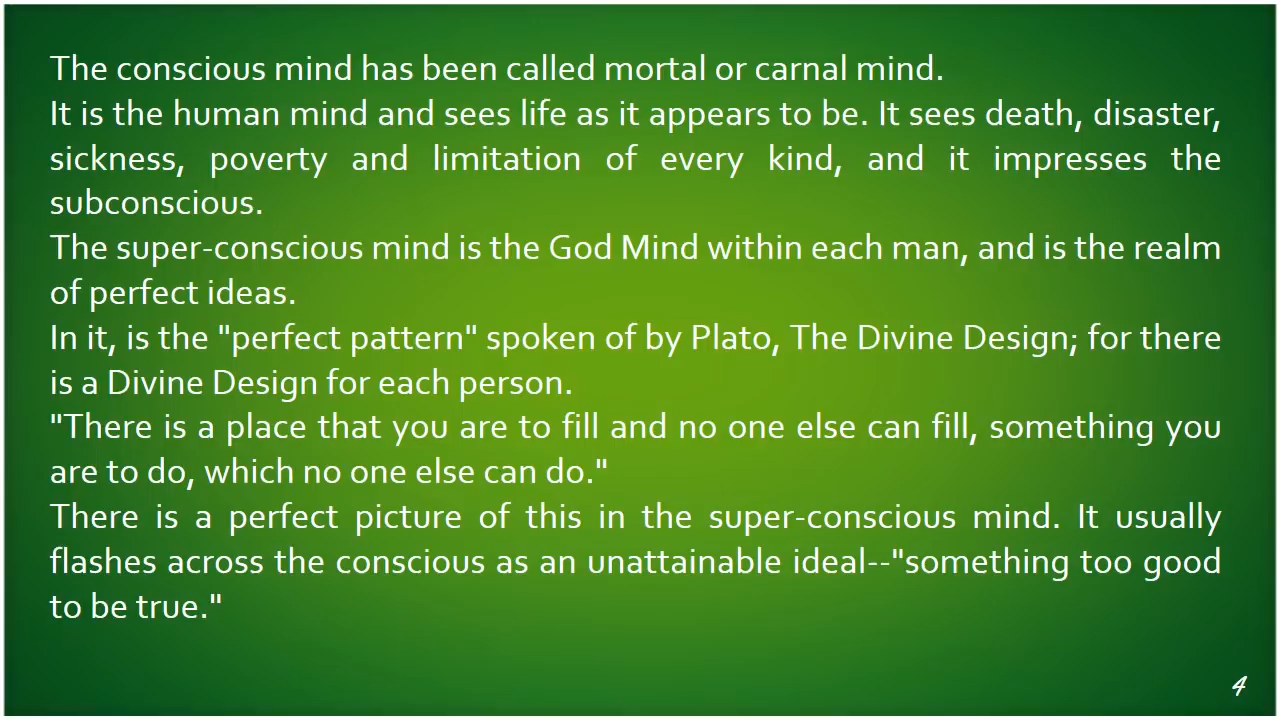 The conscious mind has been called mortal or carnal mind.
It is the human mind and sees life as it appears to be. It sees death, disaster,
sickness, poverty and limitation of every kind, and it impresses the
subconscious.
The super-conscious mind is the God Mind within each man, and is the realm
of perfect ideas.
In it, is the "perfect pattern" spoken of by Plato, The Divine Design; for there
is a Divine Design for each person.
"There is a place that you are to fill and no one else can fill, something you
are to do, which no one else can do."
There is a perfect picture of this in the super-conscious mind. It usually
flashes across the conscious as an unattainable ideal--"something too good
to be true."
4